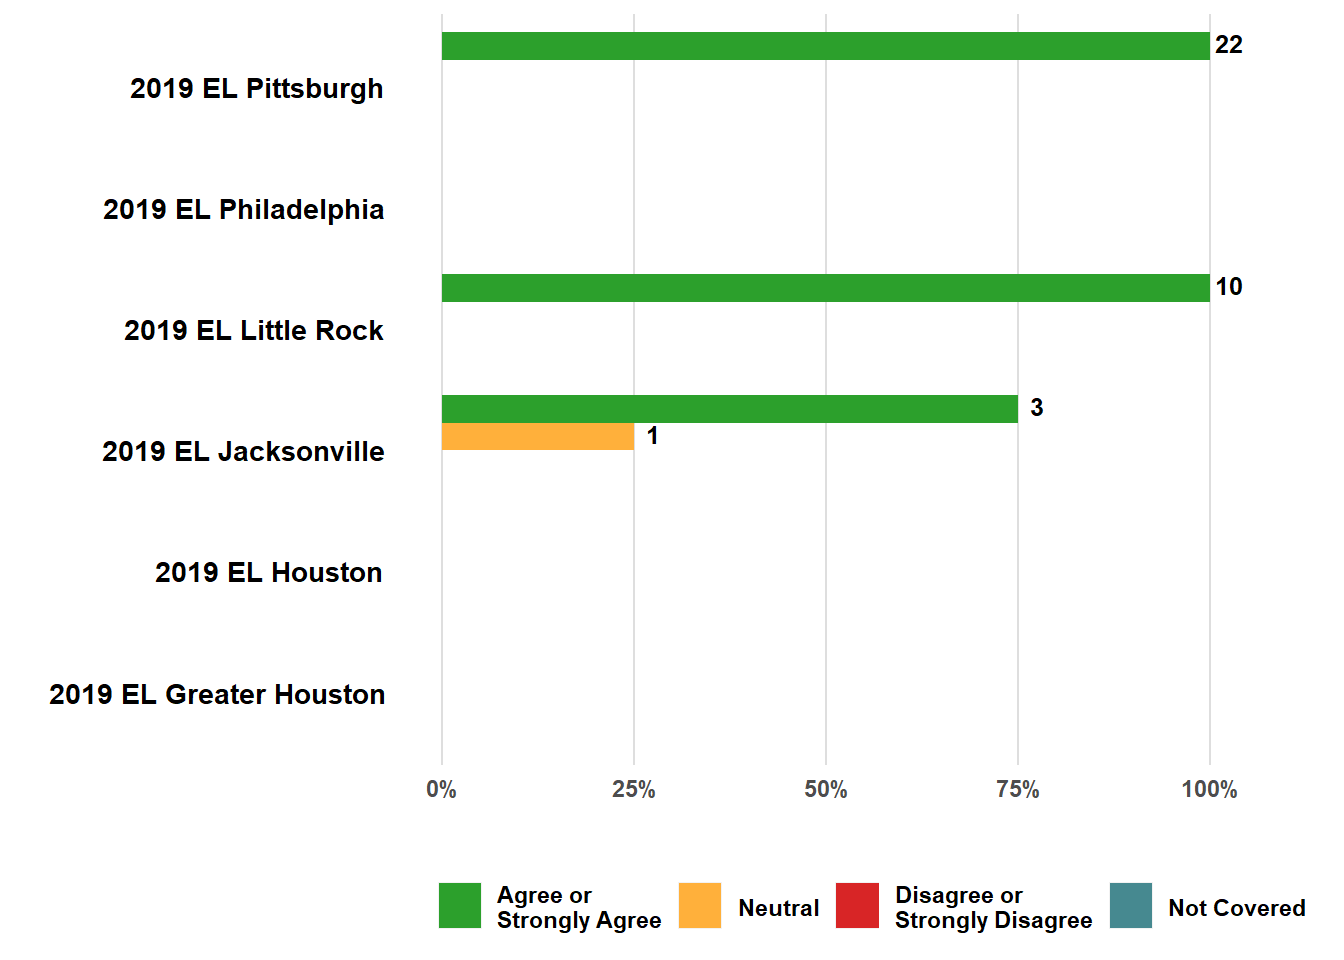 22
2019 EL Pittsburgh
2019 EL Philadelphia
10
2019 EL Little Rock
3
1
2019 EL Jacksonville
2019 EL Houston
2019 EL Greater Houston
0% 25% 50% 75% 100%
Agree or
Strongly Agree
Neutral
Disagree or
Strongly Disagree
Not Covered